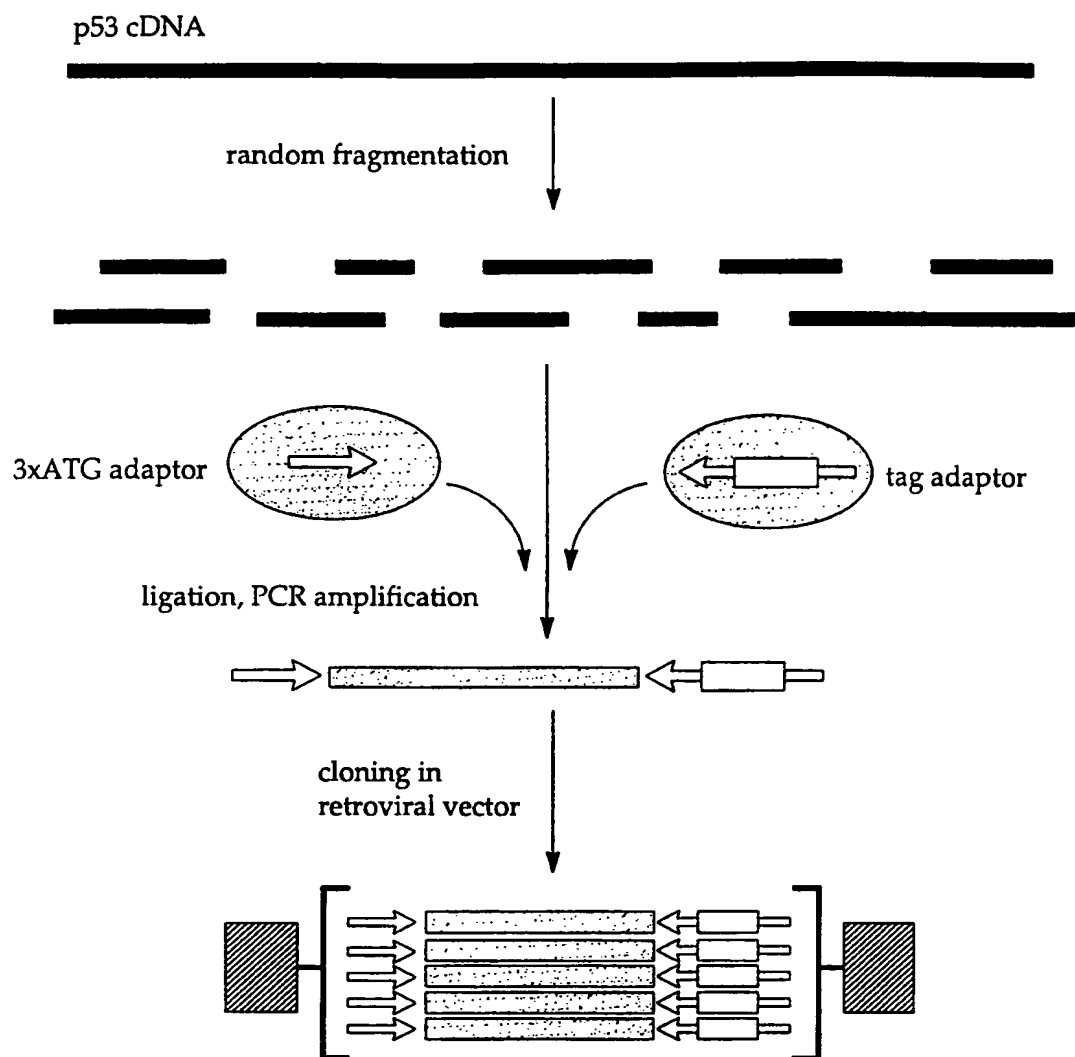 p53 cDNA
random fragmentation
3xATG adaptor
tag adaptor
ligation, PCR amplification
cloning in
retroviral vector